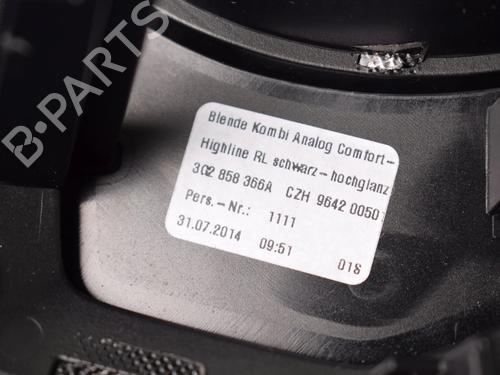 B-PARTS
Blende Kombi Analog Comfort-
Highline RL schwarz-hochglanz
3G2 858 366A CZH 9642 0050
Pers.-Nr.: 1111
31.07.2014 09:51 018